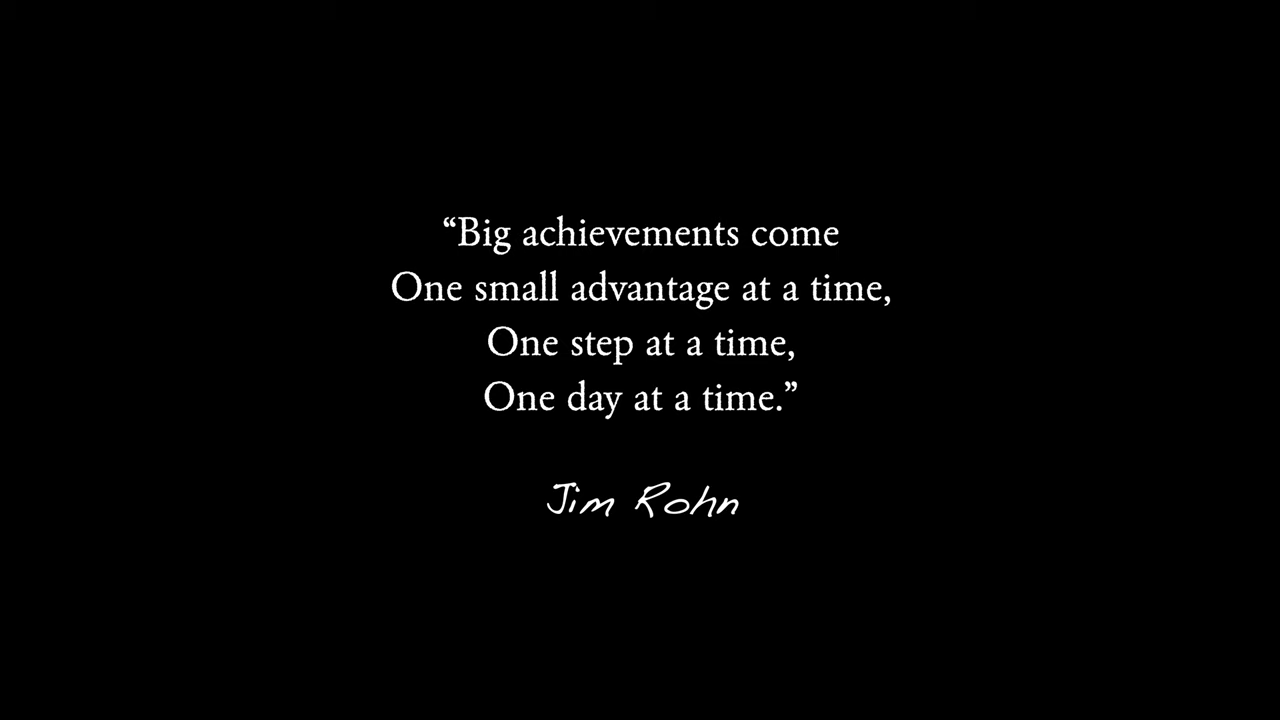 “Big achievements come
One small advantage at a time,
One step at a time,
One day at a time.”
Jim Rohn